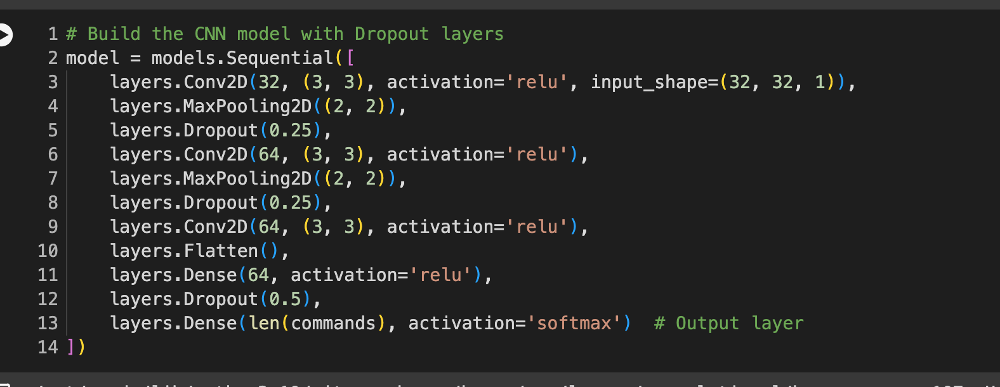 1 # Build the CNN model with Dropout layers
2 model = models.Sequential([
3     layers.Conv2D(32, (3, 3), activation='relu', input_shape=(32, 32, 1)),
4     layers.MaxPooling2D((2, 2)),
5     layers.Dropout(0.25),
6     layers.Conv2D(64, (3, 3), activation='relu'),
7     layers.MaxPooling2D((2, 2)),
8     layers.Dropout(0.25),
9     layers.Conv2D(64, (3, 3), activation='relu'),
10     layers.Flatten(),
11     layers.Dense(64, activation='relu'),
12     layers.Dropout(0.5),
13     layers.Dense(len(commands), activation='softmax')  # Output layer
14 ])